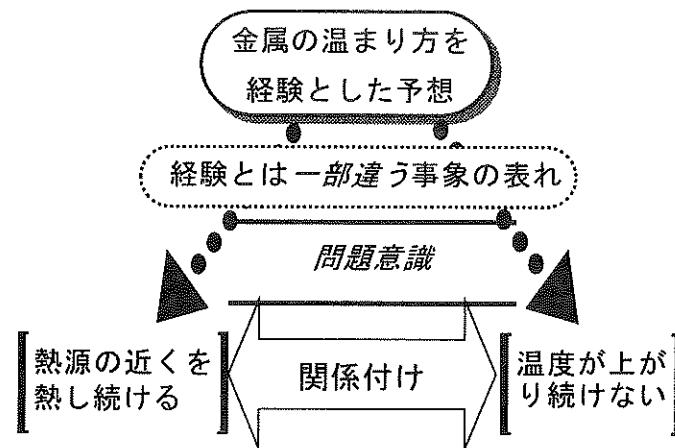 金属の温まり方を
経験とした予想
経験とは一部違う事象の表れ
問題意識
熱源の近くを
熱し続ける
関係付け
温度が上が
り続けない